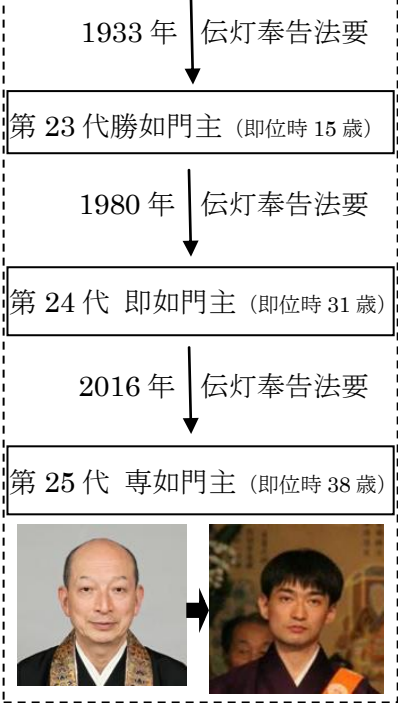 1933 年 伝灯奉告法要
第 23 代勝如門主（即位時 15 歳）
1980 年 伝灯奉告法要
第 24 代 即如門主（即位時 31 歳）
2016 年 伝灯奉告法要
第 25 代 専如門主（即位時 38 歳）